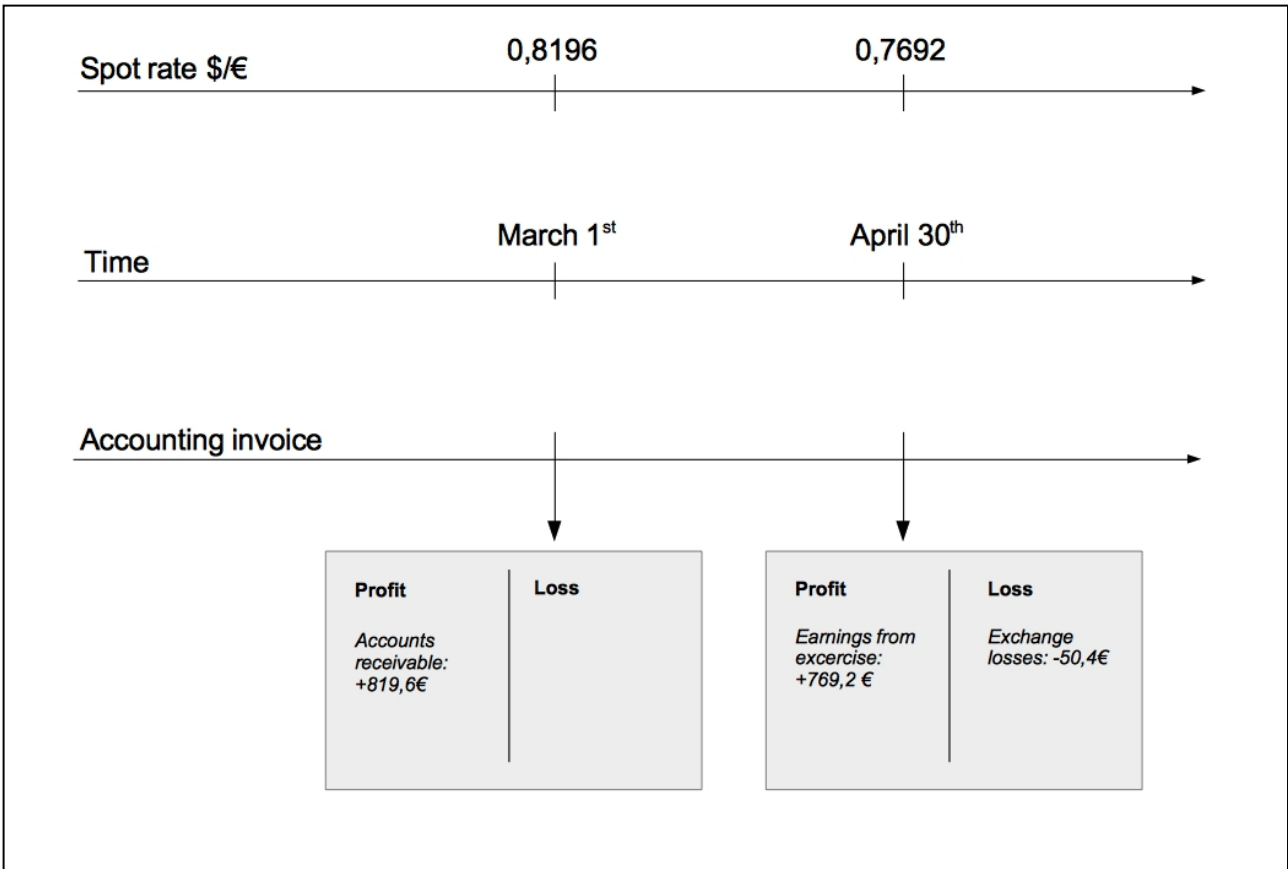 Spot rate $/€
0,8196
0,7692
Time
March 1st
April 30th
Accounting invoice
Profit
Accounts
receivable:
+819,6€
Loss
Profit
Earnings from
excercise:
+769,2 €
Loss
Exchange
losses: -50,4€